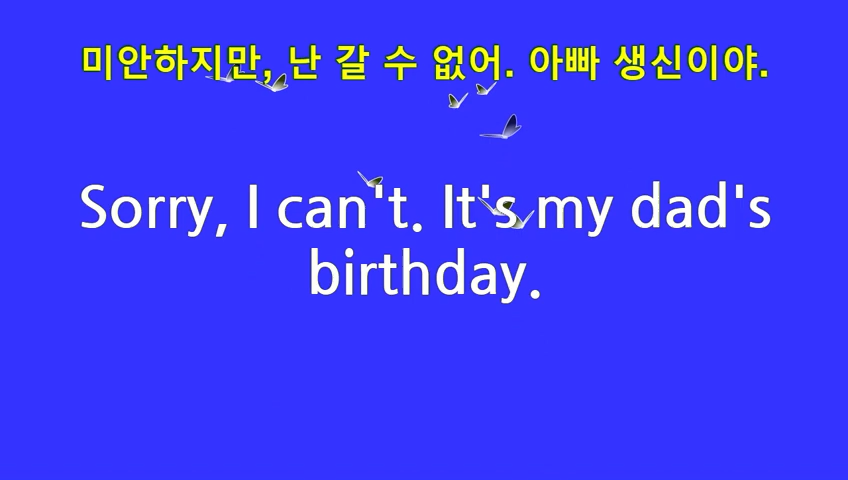 미안하지만, 난 갈 수 없어. 아빠 생신이야.
Sorry, I can't. It's my dad's
birthday.